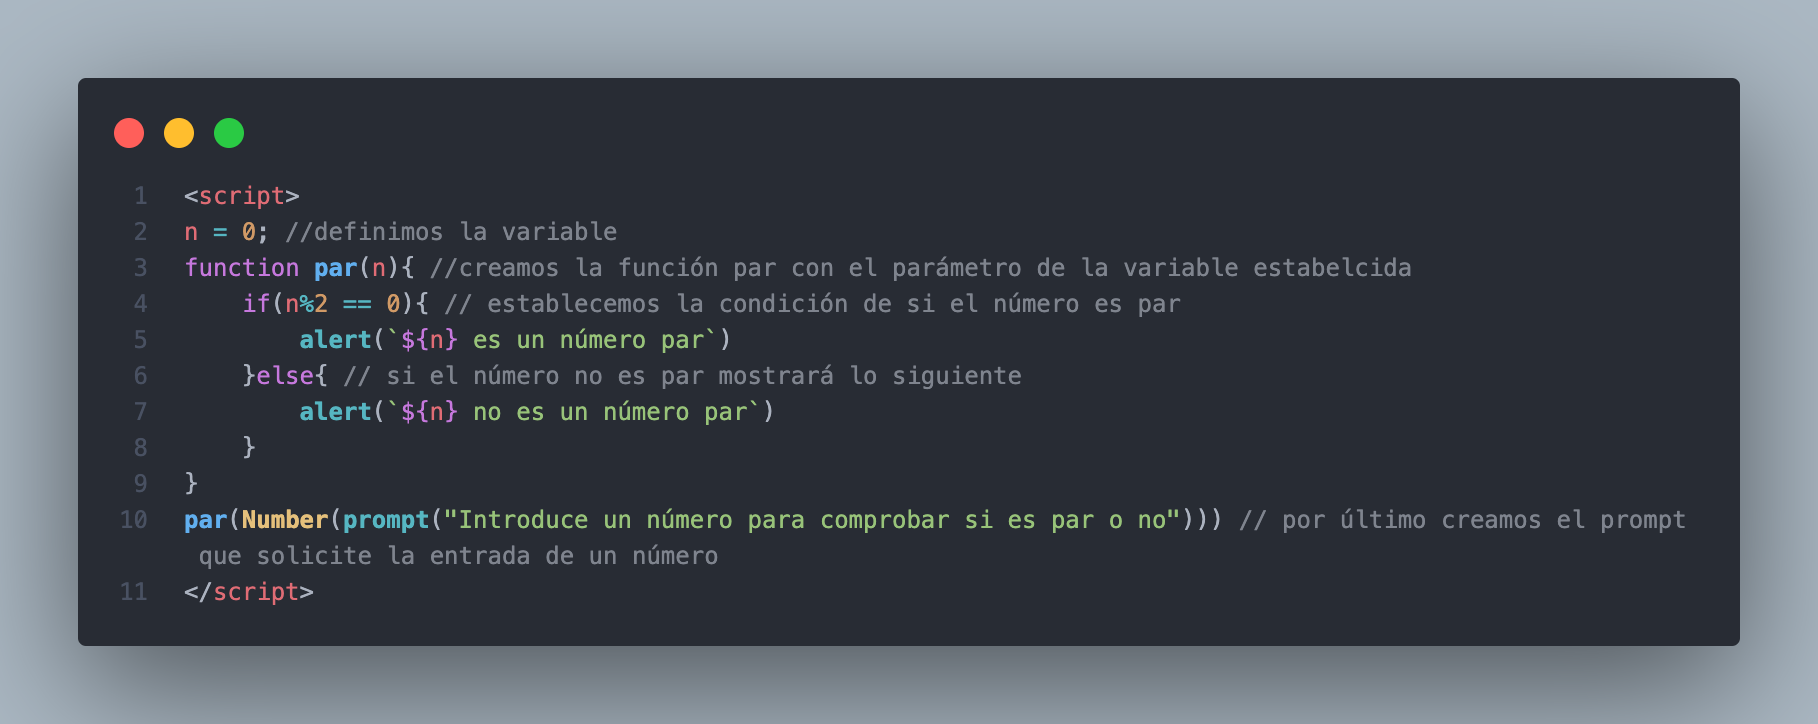 1 <script>
2 n = 0; //definimos la variable
3 function par(n){ //creamos la función par con el parámetro de la variable estabelcida
4     if(n%2 == 0){ // establecemos la condición de si el número es par
5         alert(`${n} es un número par`)
6     }else{ // si el número no es par mostrará lo siguiente
7         alert(`${n} no es un número par`)
8     }
9 }
10 par(Number(prompt("Introduce un número para comprobar si es par o no"))) // por último creamos el prompt
que solicite la entrada de un número
11 </script>